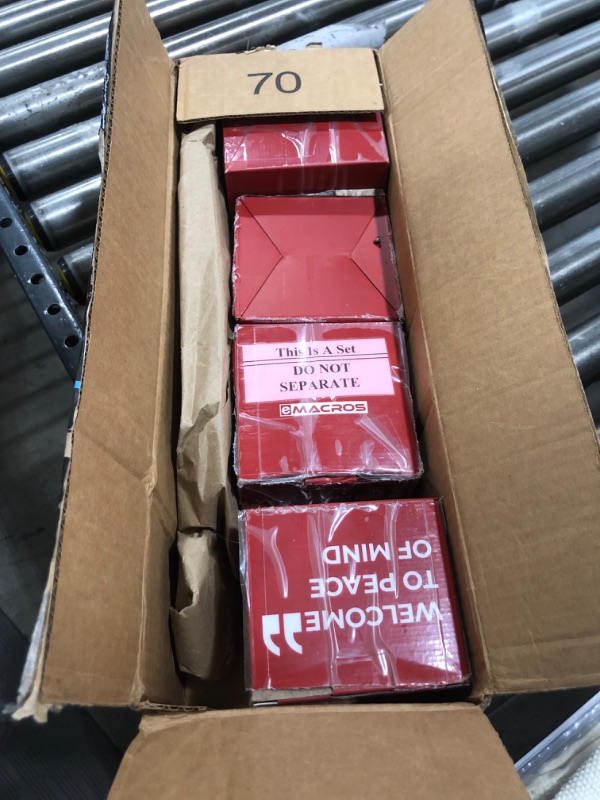 70
This Is A Set
DO NOT
SEPARATE
eMACROS
"WELCOME
TO PEACE
OF MIND